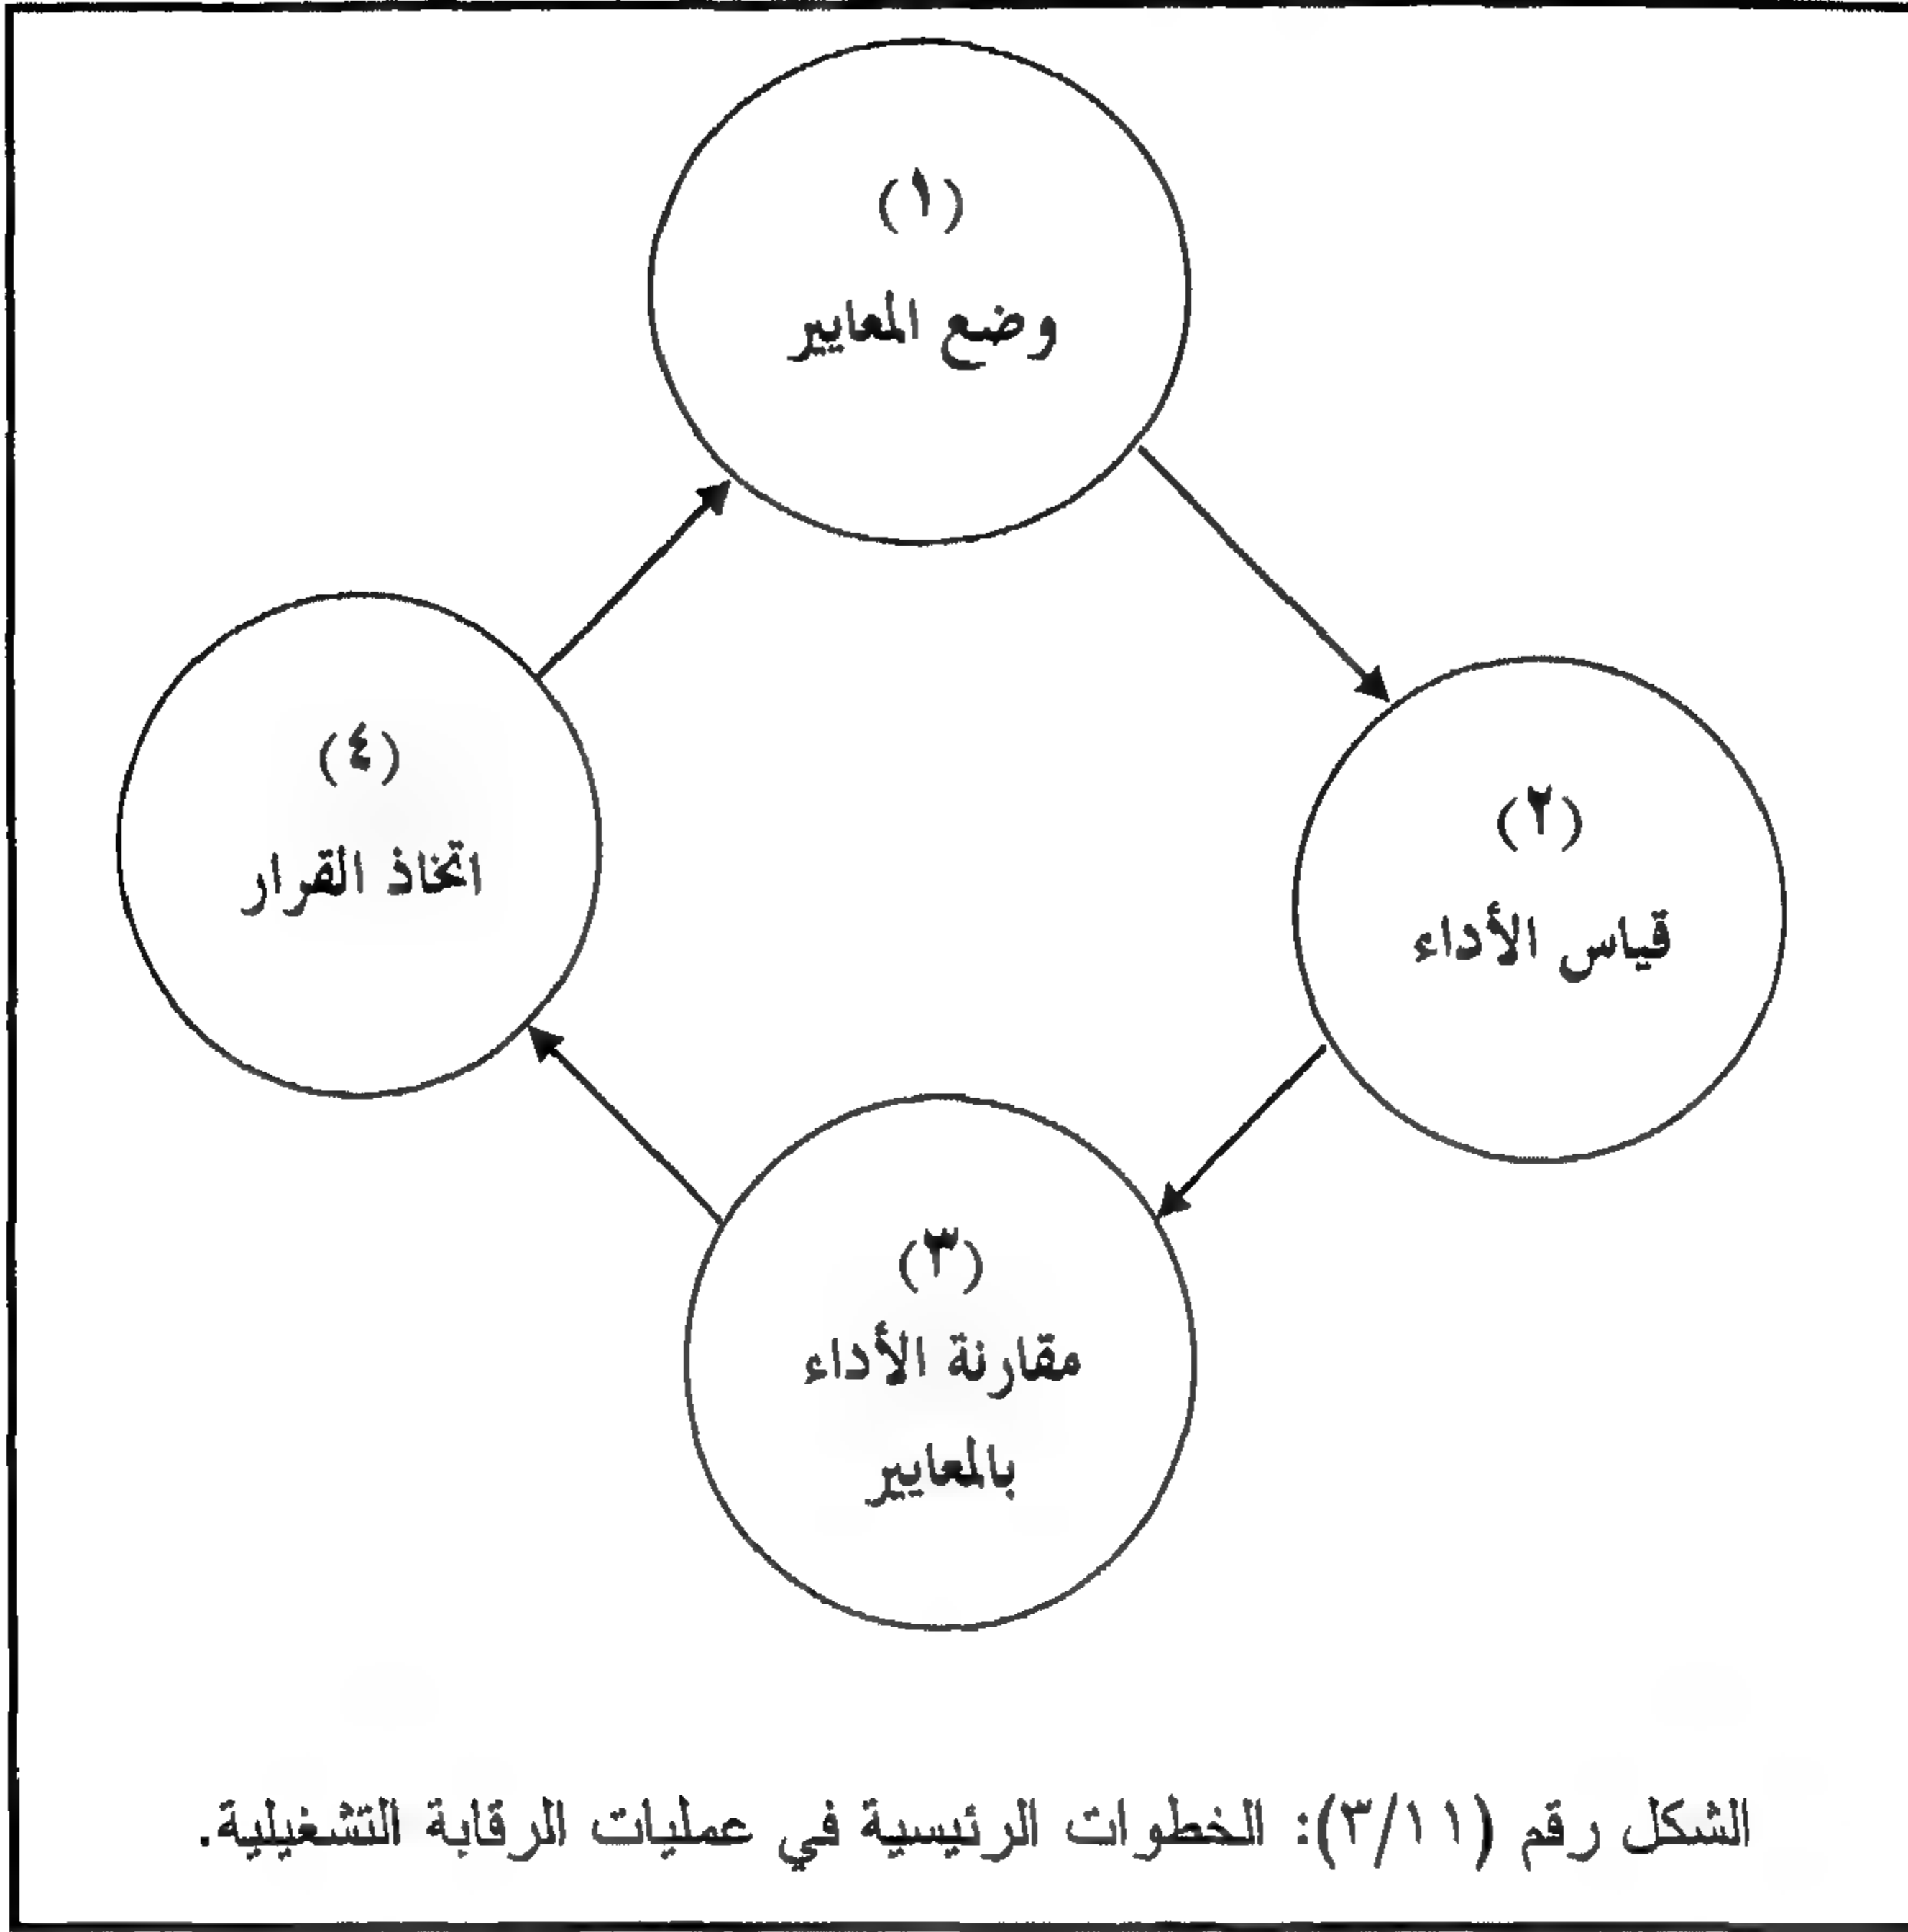 (١)
وضع المعايير
(٢)
قياس الأداء
(٣)
مقارنة الأداء
بالمعايير
(٤)
اتخاذ القرار
الشكل رقم (٣/١١): الخطوات الرئيسية في عمليات الرقابة التشغيلية.